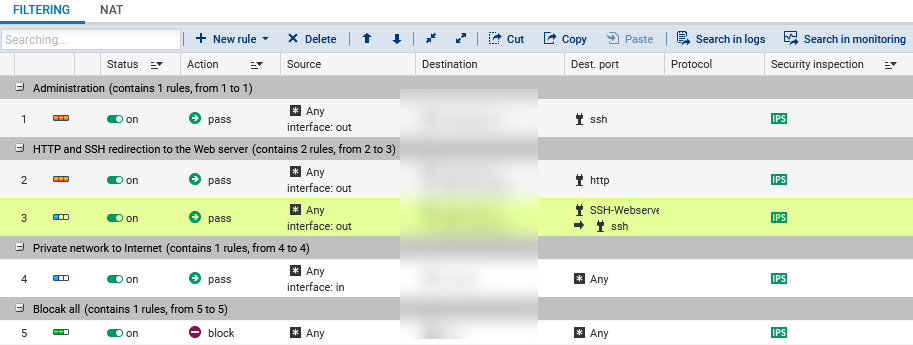 FILTERING NAT
Searching... New rule Delete Cut Copy Paste Search in logs Search in monitoring
Status Action Source Destination Dest. port Protocol Security inspection
Administration (contains 1 rules, from 1 to 1)
1 on pass Any ssh IPS
interface: out
HTTP and SSH redirection to the Web server (contains 2 rules, from 2 to 3)
2 on pass Any http IPS
interface: out
3 on pass Any SSH-Webserve IPS
interface: out ssh
Private network to Internet (contains 1 rules, from 4 to 4)
4 on pass Any Any IPS
interface: in
Blocak all (contains 1 rules, from 5 to 5)
5 on block Any Any IPS